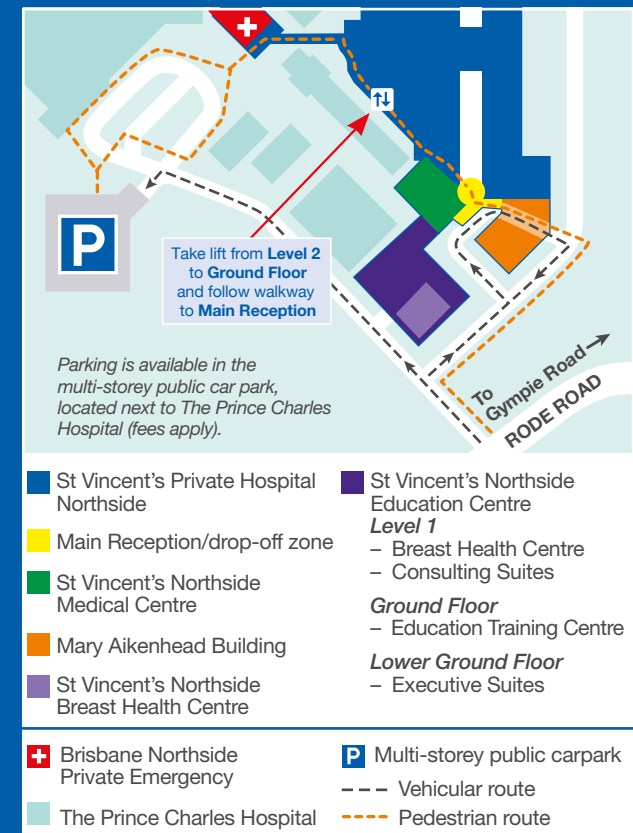 P
Take lift from Level 2
to Ground Floor
and follow walkway
to Main Reception
Parking is available in the
multi-storey public car park,
located next to The Prince Charles
Hospital (fees apply).
To
Gympie Road
RODE ROAD
St Vincent's Private Hospital
Northside
Main Reception/drop-off zone
St Vincent's Northside
Medical Centre
Mary Aikenhead Building
St Vincent's Northside
Breast Health Centre
St Vincent's Northside
Education Centre
Level 1
– Breast Health Centre
– Consulting Suites
Ground Floor
– Education Training Centre
Lower Ground Floor
– Executive Suites
Brisbane Northside
Private Emergency
The Prince Charles Hospital
P Multi-storey public carpark
Vehicular route
Pedestrian route